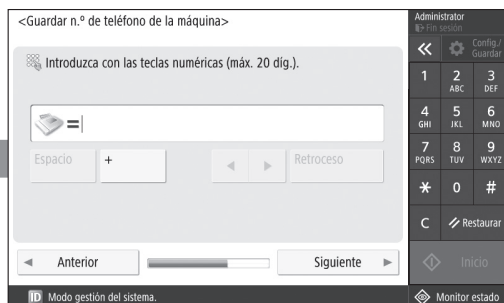 <Guardar n.º de teléfono de la máquina>
Introduzca con las teclas numéricas (máx. 20 díg.).
=
Espacio
+
Retroceso
Anterior
Siguiente
ID Modo gestión del sistema.
Administrator
Fin sesión
Config./
Guardar
1
2
ABC
3
DEF
4
GHI
5
JKL
6
MNO
7
PQRS
8
TUV
9
WXYZ
*
0
#
C
Restaurar
Inicio
Monitor estado